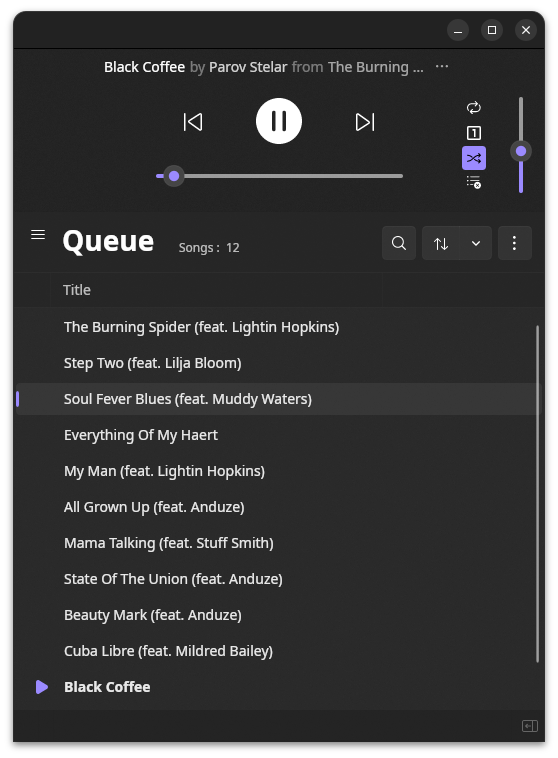 Black Coffee by Parov Stelar from The Burning ...
1
Queue
Songs : 12
Title
The Burning Spider (feat. Lightin Hopkins)
Step Two (feat. Lilja Bloom)
Soul Fever Blues (feat. Muddy Waters)
Everything Of My Haert
My Man (feat. Lightin Hopkins)
All Grown Up (feat. Anduze)
Mama Talking (feat. Stuff Smith)
State Of The Union (feat. Anduze)
Beauty Mark (feat. Anduze)
Cuba Libre (feat. Mildred Bailey)
Black Coffee